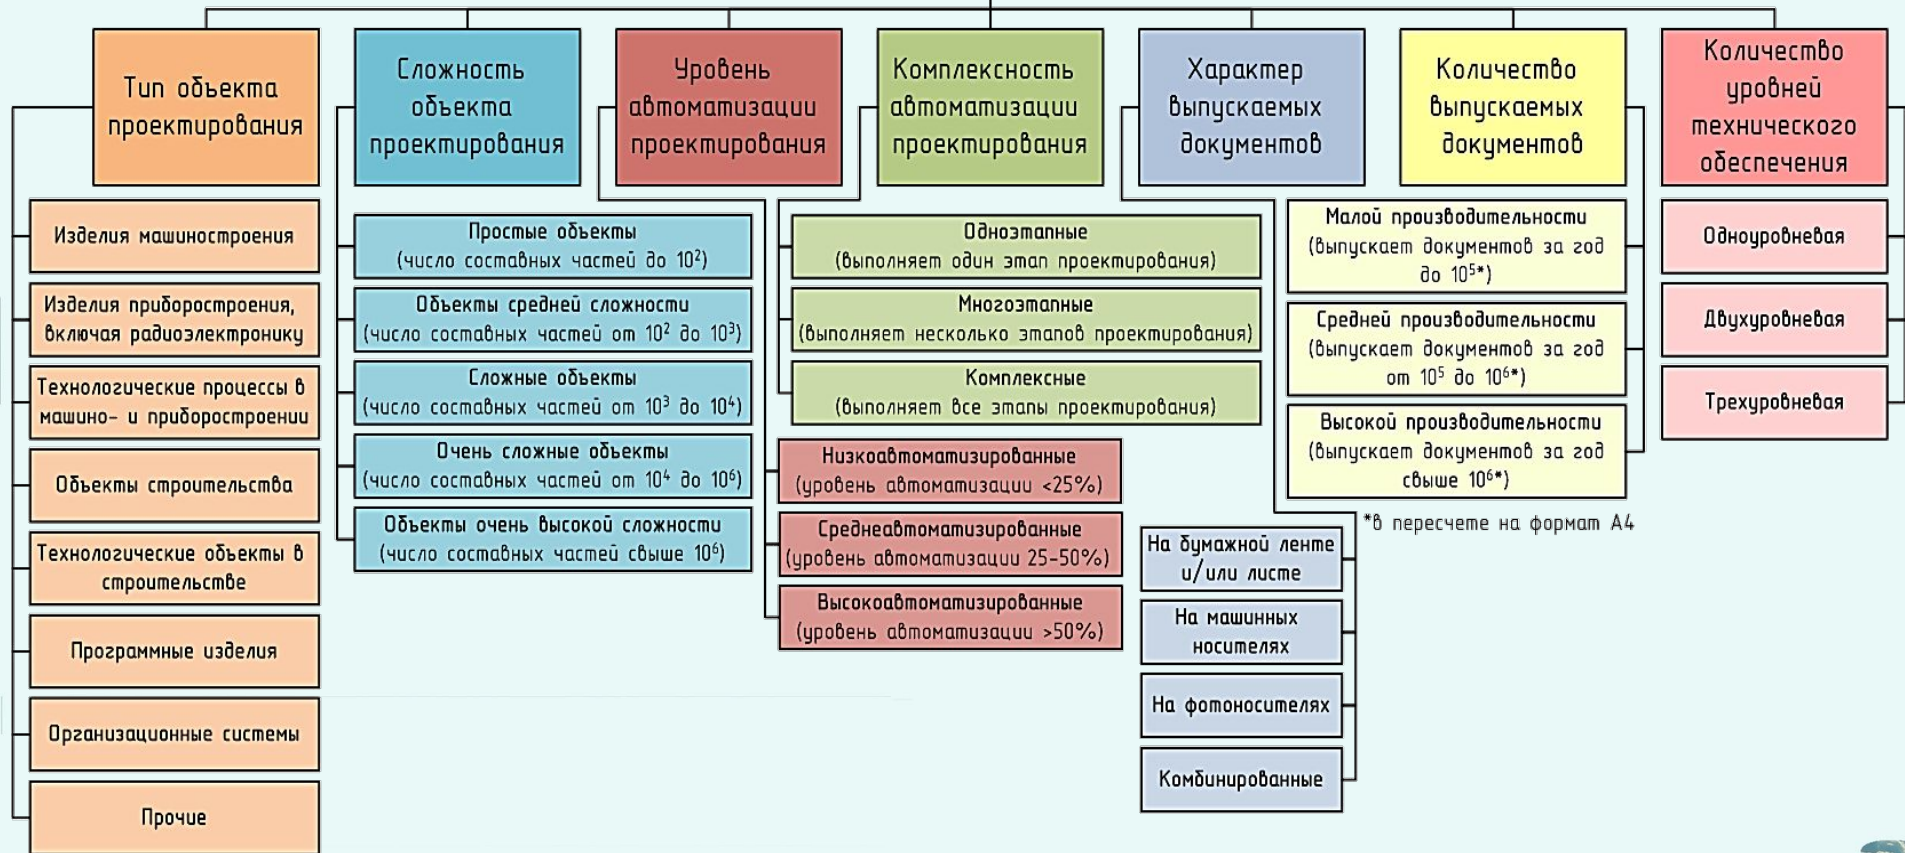 Тип объекта
проектирования
Изделия машиностроения
Изделия приборостроения,
включая радиоэлектронику
Технологические процессы в
машино- и приборостроении
Объекты строительства
Технологические объекты в
строительстве
Программные изделия
Организационные системы
Прочие
Сложность
объекта
проектирования
Простые объекты
(число составных частей до 10²)
Объекты средней сложности
(число составных частей от 10² до 10³)
Сложные объекты
(число составных частей от 10³ до 10⁴)
Очень сложные объекты
(число составных частей от 10⁴ до 10⁶)
Объекты очень высокой сложности
(число составных частей свыше 10⁶)
Уровень
автоматизации
проектирования
Низкоавтоматизированные
(уровень автоматизации <25%)
Среднеавтоматизированные
(уровень автоматизации 25-50%)
Высокоавтоматизированные
(уровень автоматизации >50%)
Комплексность
автоматизации
проектирования
Одноэтапные
(выполняет один этап проектирования)
Многоэтапные
(выполняет несколько этапов проектирования)
Комплексные
(выполняет все этапы проектирования)
Характер
выпускаемых
документов
На бумажной ленте
и/или листе
На машинных
носителях
На фотоносителях
Комбинированные
Количество
выпускаемых
документов
Малой производительности
(выпускает документов за год
до 10⁵*)
Средней производительности
(выпускает документов за год
от 10⁵ до 10⁶*)
Высокой производительности
(выпускает документов за год
свыше 10⁶*)
*в пересчете на формат А4
Количество
уровней
технического
обеспечения
Одноуровневая
Двухуровневая
Трехуровневая